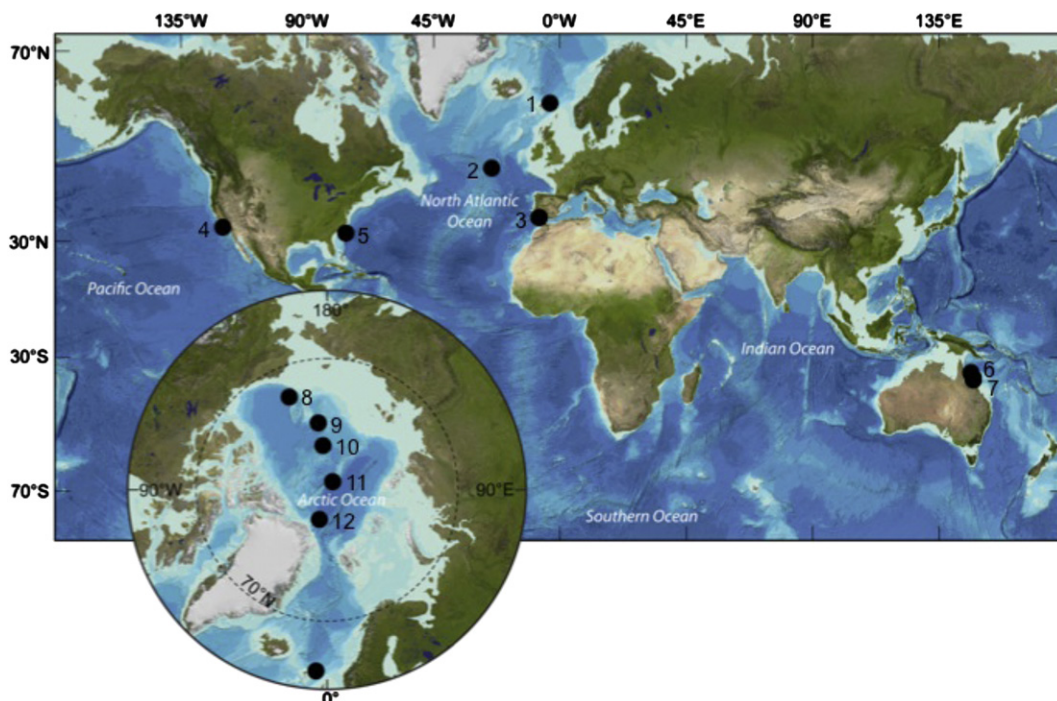 135°W 90°W 45°W 0°W 45°E 90°E 135°E
70°N
1
2
North Atlantic
Ocean
3
4
5
30°N
Pacific Ocean
180°
30°S
Indian Ocean
6
7
8
9
10
70°S
90°W
11
90°E
Arctic Ocean
12
Southern Ocean
70°N
0°